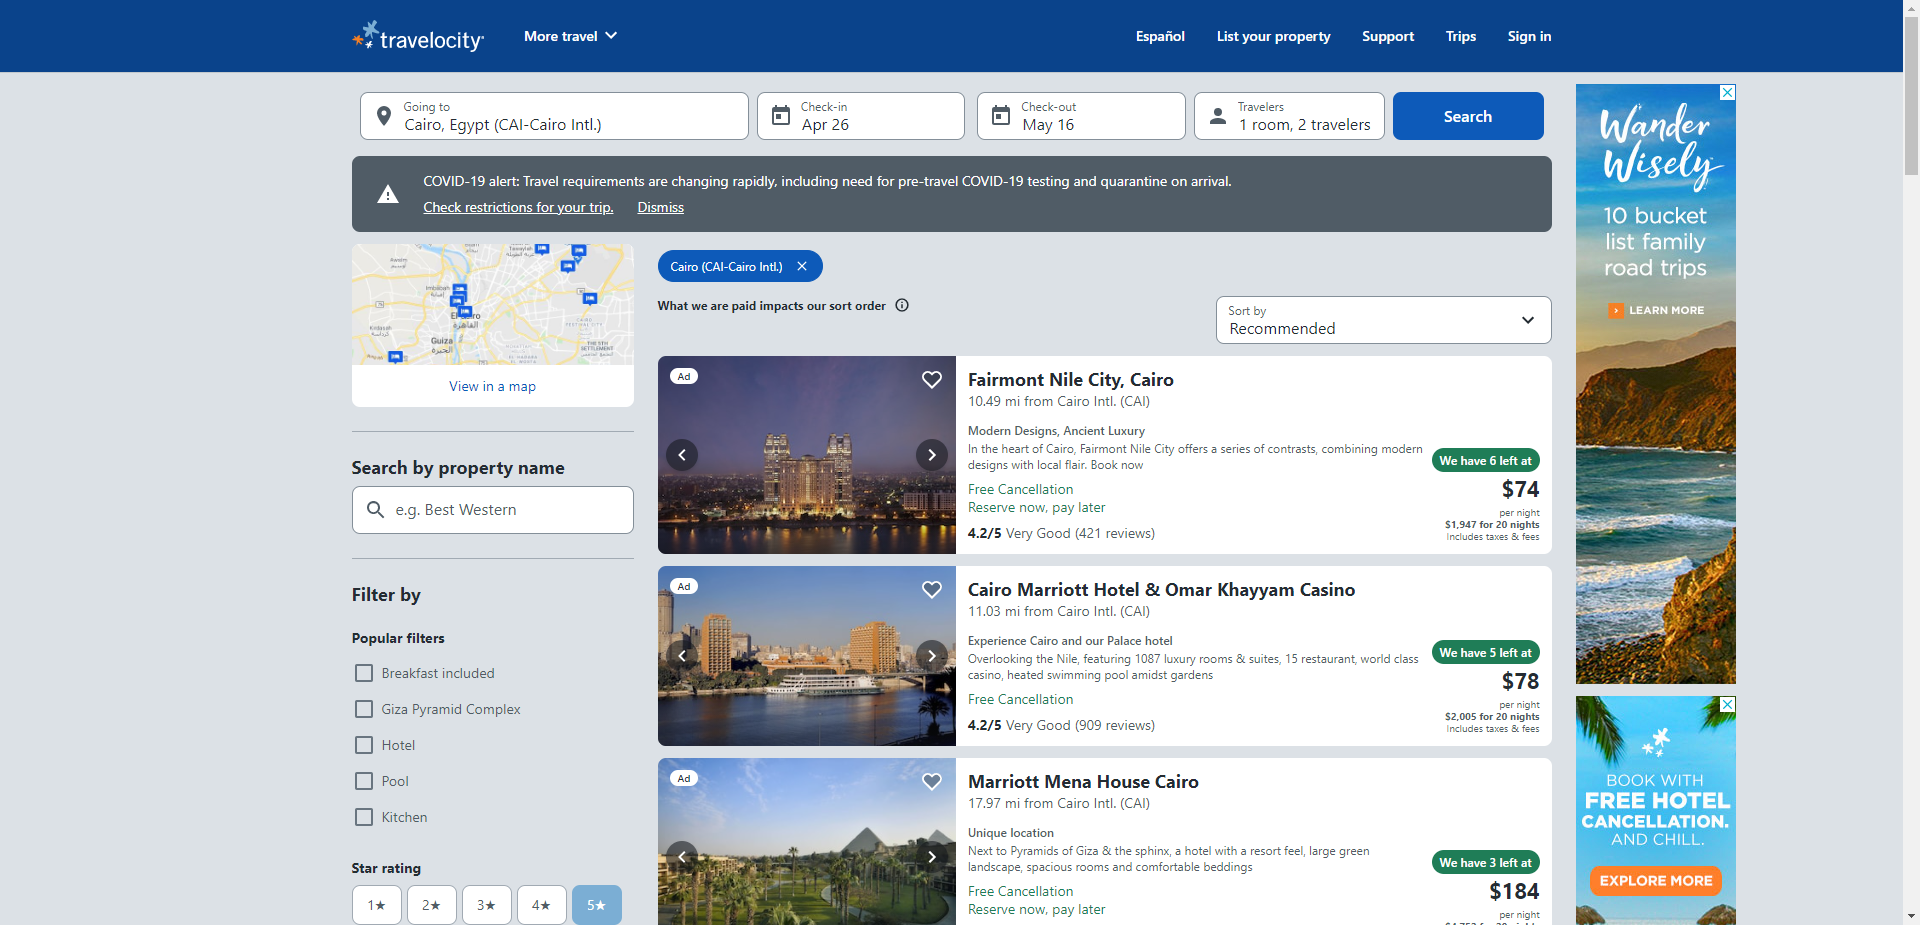 travelocity
More travel
Español
List your property
Support
Trips
Sign in
Going to
Cairo, Egypt (CAI-Cairo Intl.)
Check-in
Apr 26
Check-out
May 16
Travelers
1 room, 2 travelers
Search
COVID-19 alert: Travel requirements are changing rapidly, including need for pre-travel COVID-19 testing and quarantine on arrival.
Check restrictions for your trip.
Dismiss
Guiza
الجيزة
View in a map
Search by property name
e.g. Best Western
Filter by
Popular filters
Breakfast included
Giza Pyramid Complex
Hotel
Pool
Kitchen
Star rating
1★
2★
3★
4★
5★
Cairo (CAI-Cairo Intl.)
What we are paid impacts our sort order
Sort by
Recommended
Ad
Fairmont Nile City, Cairo
10.49 mi from Cairo Intl. (CAI)
Modern Designs, Ancient Luxury
In the heart of Cairo, Fairmont Nile City offers a series of contrasts, combining modern
designs with local flair. Book now
Free Cancellation
Reserve now, pay later
4.2/5 Very Good (421 reviews)
We have 6 left at
$74
per night
$1,947 for 20 nights
Includes taxes & fees
Ad
Cairo Marriott Hotel & Omar Khayyam Casino
11.03 mi from Cairo Intl. (CAI)
Experience Cairo and our Palace hotel
Overlooking the Nile, featuring 1087 luxury rooms & suites, 15 restaurant, world class
casino, heated swimming pool amidst gardens
Free Cancellation
4.2/5 Very Good (909 reviews)
We have 5 left at
$78
per night
$2,005 for 20 nights
Includes taxes & fees
Ad
Marriott Mena House Cairo
17.97 mi from Cairo Intl. (CAI)
Unique location
Next to Pyramids of Giza & the sphinx, a hotel with a resort feel, large green
landscape, spacious rooms and comfortable beddings
Free Cancellation
Reserve now, pay later
We have 3 left at
$184
per night
Wander
Wisely
10 bucket
list family
road trips
LEARN MORE
BOOK WITH
FREE HOTEL
CANCELLATION.
AND CHILL.
EXPLORE MORE